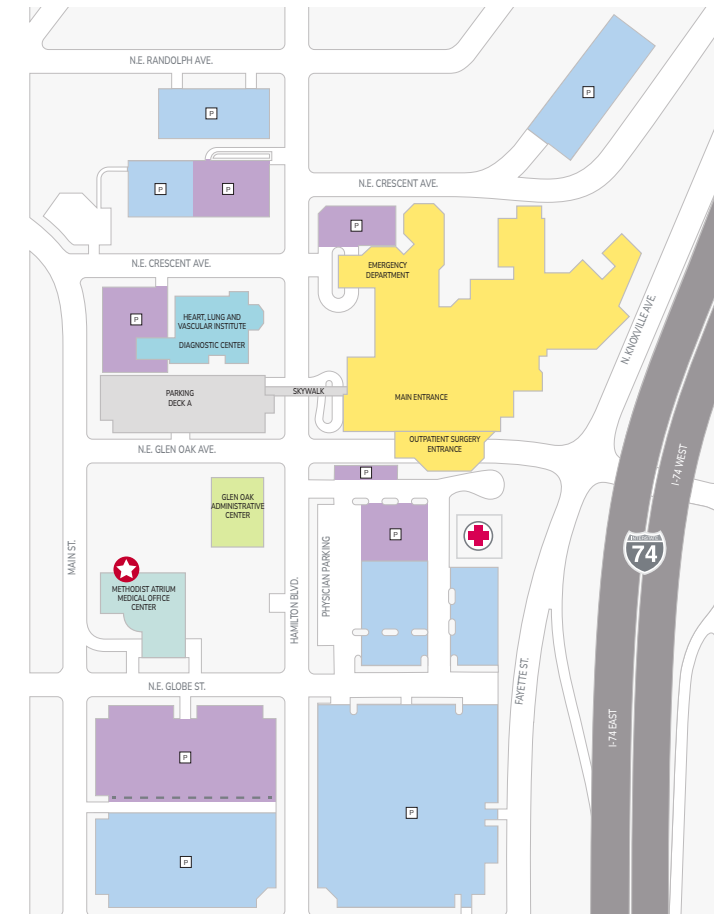 N.E. RANDOLPH AVE.
P
P
P
P
N.E. CRESCENT AVE.
P
N.E. CRESCENT AVE.
EMERGENCY
DEPARTMENT
P
HEART, LUNG AND
VASCULAR INSTITUTE
DIAGNOSTIC CENTER
N. KNOXVILLE AVE.
PARKING
DECK A
SKYWALK
MAIN ENTRANCE
N.E. GLEN OAK AVE.
OUTPATIENT SURGERY
ENTRANCE
I-74 WEST
P
GLEN OAK
ADMINISTRATIVE
CENTER
P
MAIN ST.
PHYSICIAN PARKING
INTERSTATE
74
METHODIST ATRIUM
MEDICAL OFFICE
CENTER
HAMILTON BLVD.
N.E. GLOBE ST.
FAYETTE ST.
I-74 EAST
P
P
P